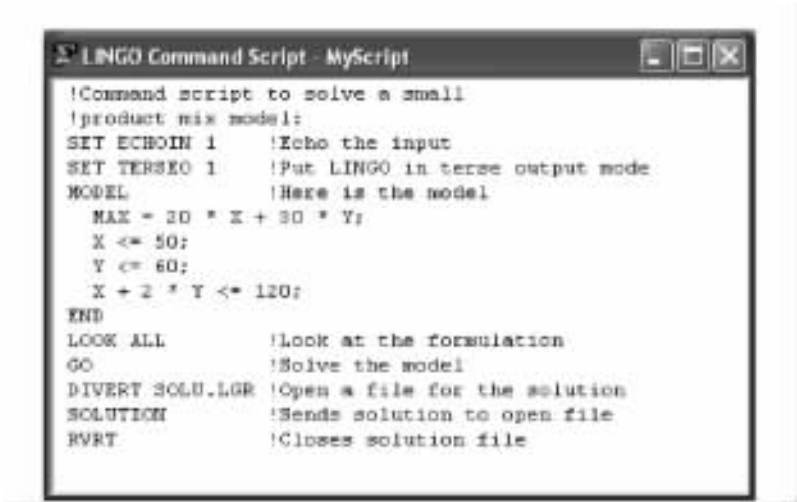 LINGO Command Script - MyScript
!Command script to solve a small
!product mix model:
SET ECHOIN 1 !Echo the input
SET TERSEO 1 !Put LINGO in terse output mode
MODEL !Here is the model
MAX = 20 * X + 30 * Y;
X <= 50;
Y <= 60;
X + 2 * Y <= 120;
END
LOOK ALL !Look at the formulation
GO !Solve the model
DIVERT SOLU.LGR !Open a file for the solution
SOLUTION !Sends solution to open file
RVRT !Closes solution file